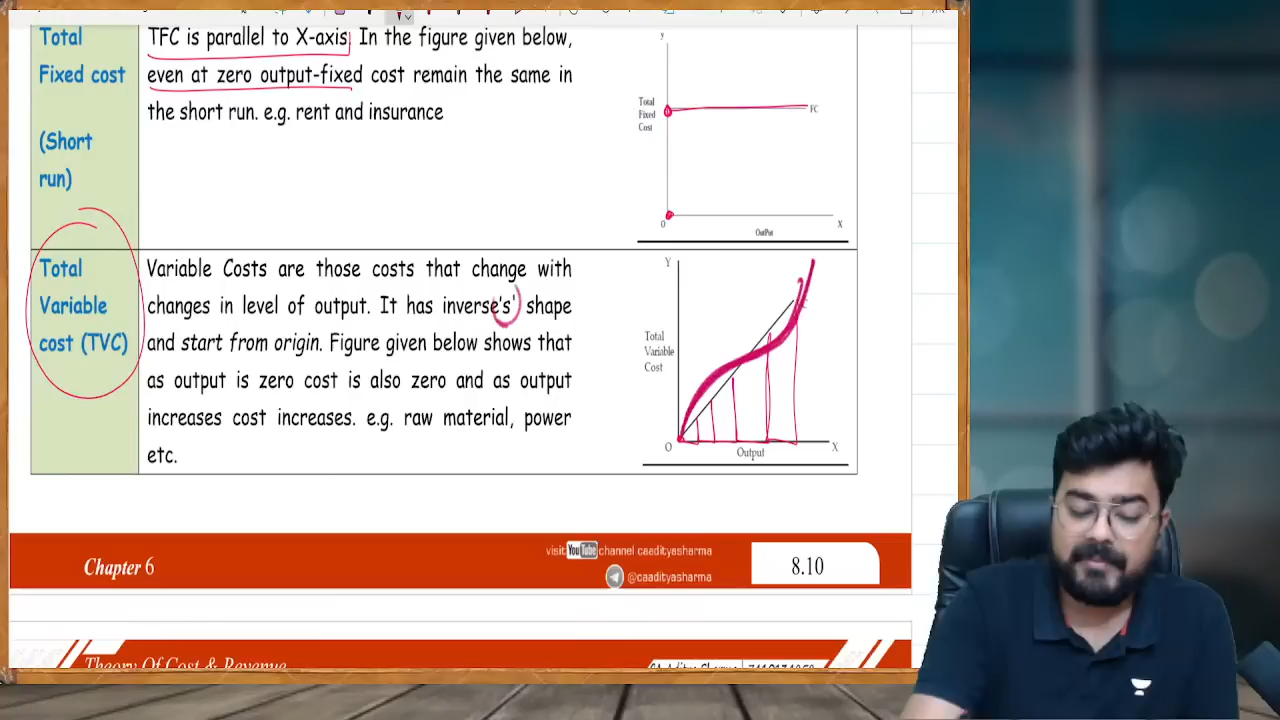 Total
Fixed cost
(Short
run)
TFC is parallel to X-axis. In the figure given below,
even at zero output-fixed cost remain the same in
the short run. e.g. rent and insurance
y
Total
Fixed
Cost
FC
O
X
OutPut
Total
Variable
cost (TVC)
Variable Costs are those costs that change with
changes in level of output. It has inverse's' shape
and start from origin. Figure given below shows that
as output is zero cost is also zero and as output
increases cost increases. e.g. raw material, power
etc.
Y
Total
Variable
Cost
O
Output
X
Chapter 6
visit YouTube channel caadityasharma
@caadityasharma
8.10
Theory Of Cost & Revenue